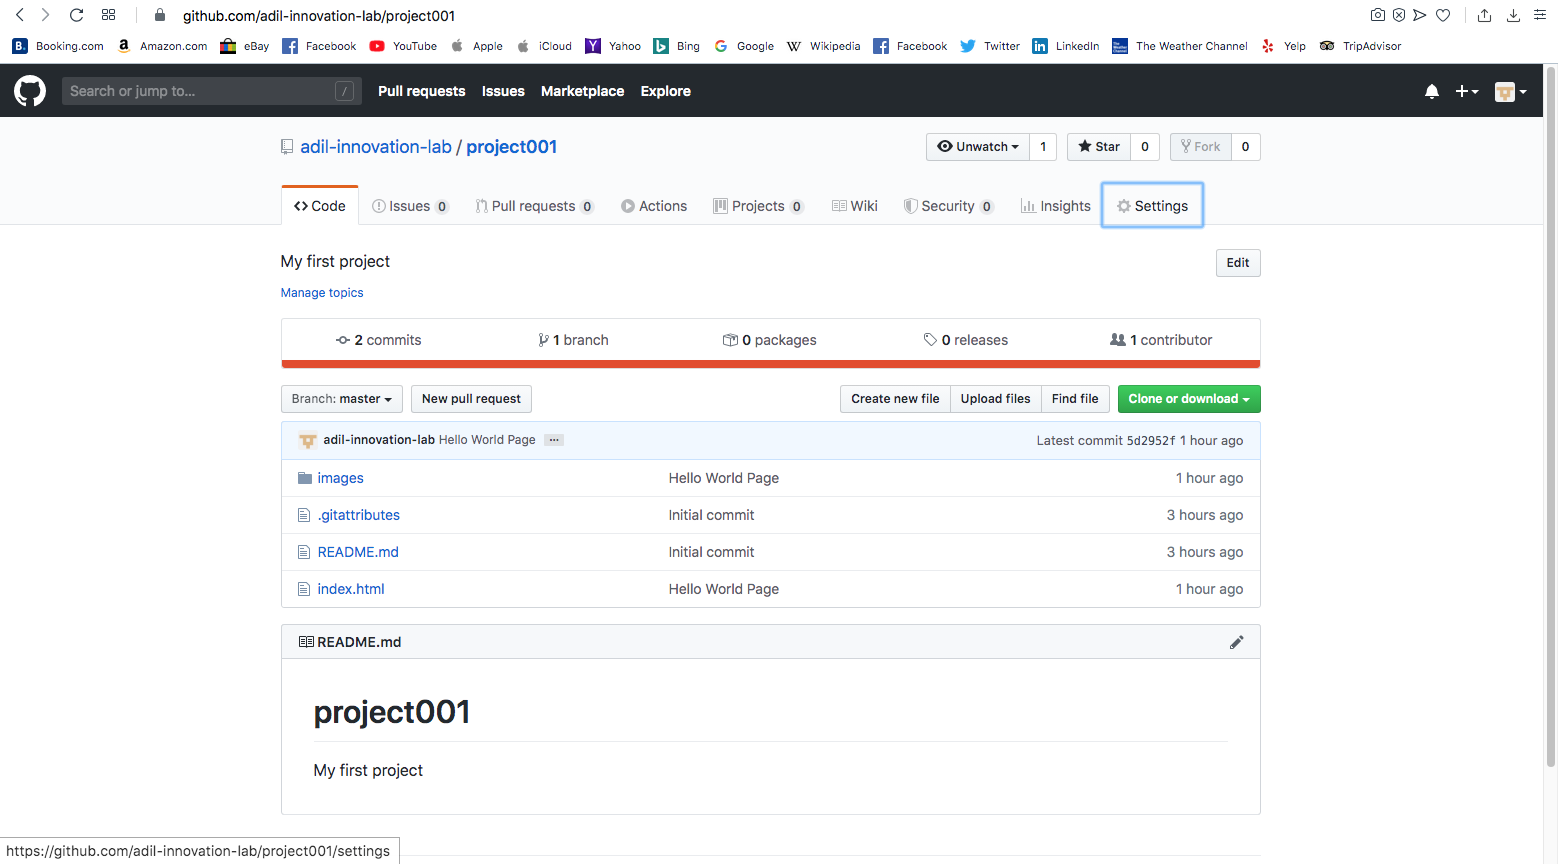 github.com/adil-innovation-lab/project001
B. Booking.com a Amazon.com eBay Facebook YouTube Apple iCloud Y Yahoo Bing G Google W Wikipedia Facebook Twitter in LinkedIn The Weather Channel The Weather Channel Yelp TripAdvisor
Search or jump to... / Pull requests Issues Marketplace Explore
adil-innovation-lab / project001 Unwatch 1 Star 0 Fork 0
Code Issues 0 Pull requests 0 Actions Projects 0 Wiki Security 0 Insights Settings
My first project Edit
Manage topics
2 commits 1 branch 0 packages 0 releases 1 contributor
Branch: master New pull request Create new file Upload files Find file Clone or download
adil-innovation-lab Hello World Page ... Latest commit 5d2952f 1 hour ago
images Hello World Page 1 hour ago
.gitattributes Initial commit 3 hours ago
README.md Initial commit 3 hours ago
index.html Hello World Page 1 hour ago
README.md
project001
My first project
https://github.com/adil-innovation-lab/project001/settings